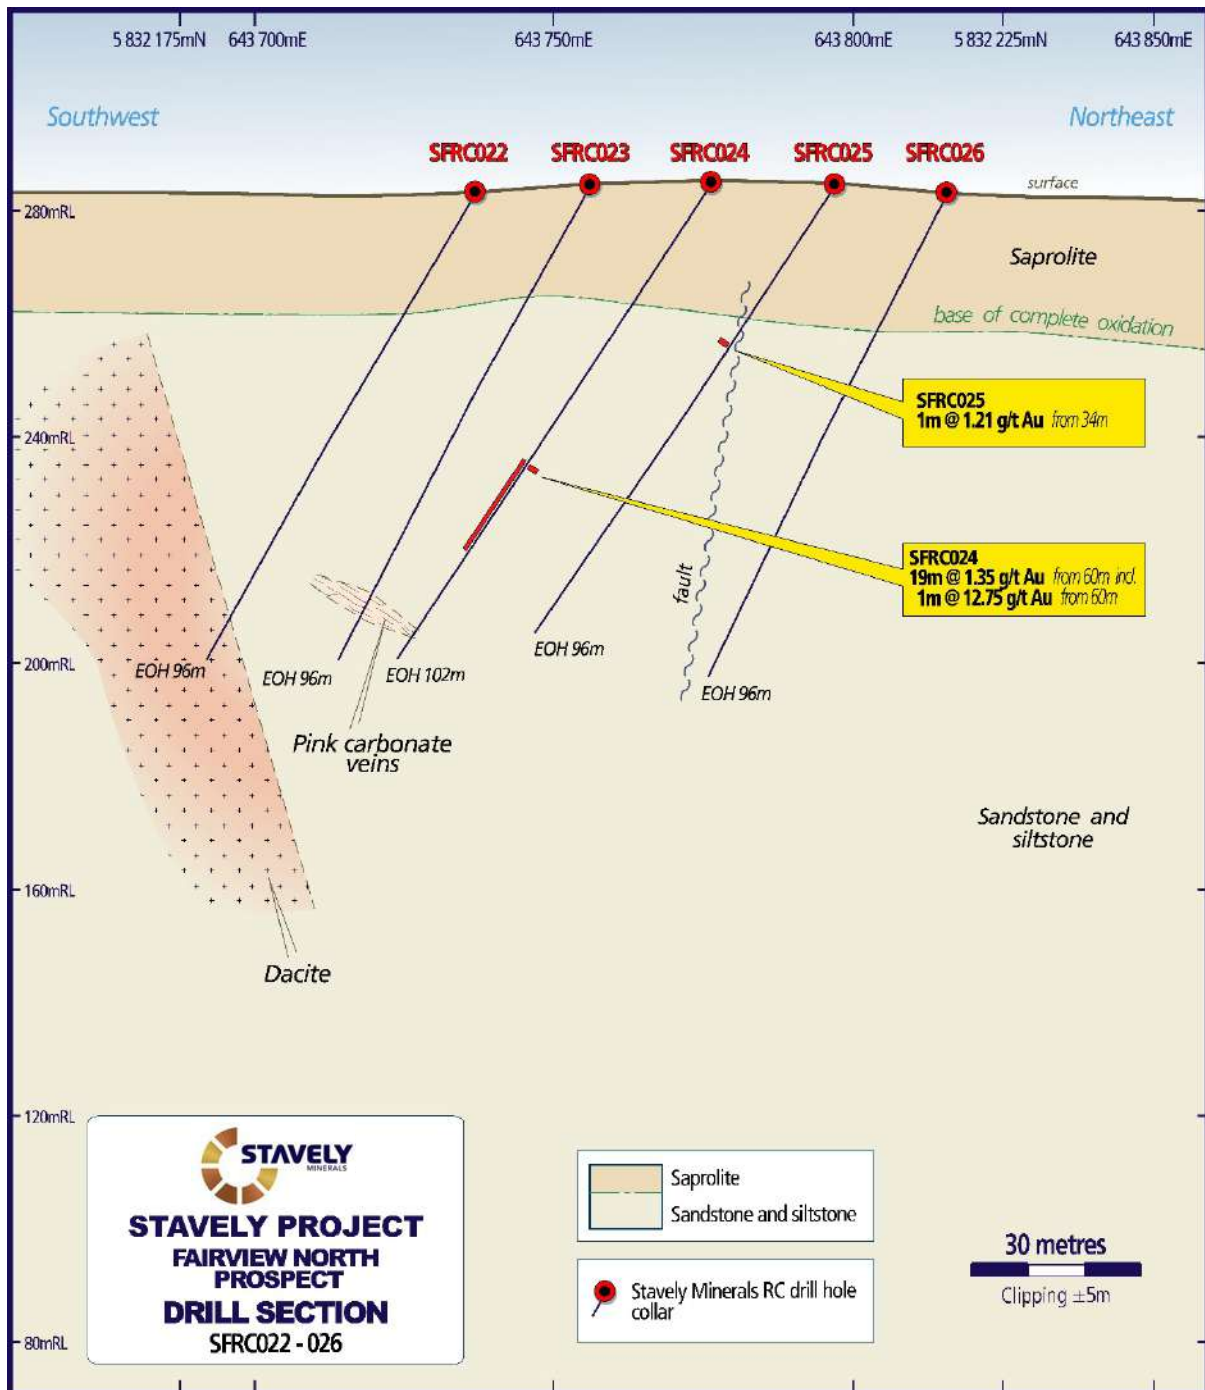 5 832 175mN 643 700mE 643 750mE 643 800mE 5 832 225mN 643 850mE
Southwest
Northeast
SFRC022 SFRC023 SFRC024 SFRC025 SFRC026
surface
280mRL
Saprolite
base of complete oxidation
SFRC025
1m @ 1.21 g/t Au from 34m
240mRL
SFRC024
19m @ 1.35 g/t Au from 60m incl.
1m @ 12.75 g/t Au from 60m
fault
200mRL
EOH 96m
EOH 96m
EOH 102m
EOH 96m
EOH 96m
Pink carbonate
veins
Sandstone and
siltstone
160mRL
Dacite
120mRL
STAVELY
MINERALS
STAVELY PROJECT
FAIRVIEW NORTH
PROSPECT
DRILL SECTION
SFRC022 - 026
Saprolite
Sandstone and siltstone
Stavely Minerals RC drill hole
collar
30 metres
Clipping ±5m
80mRL